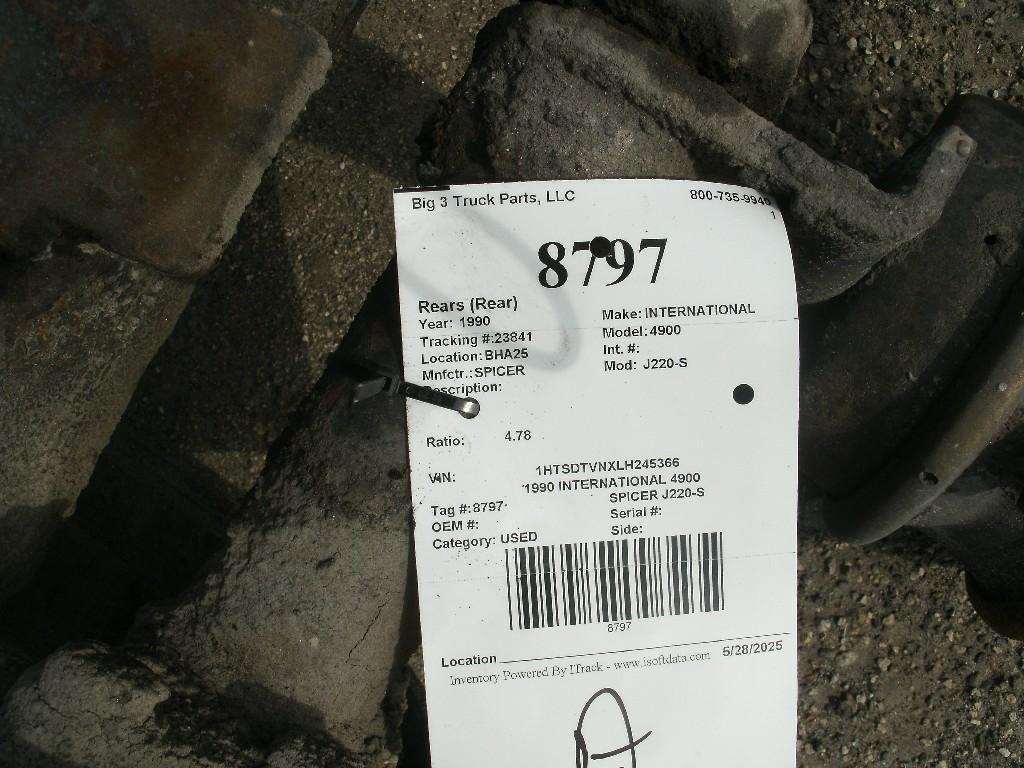 Big 3 Truck Parts, LLC 800-735-9940
1
8797
Rears (Rear)
Year: 1990 Make: INTERNATIONAL
Tracking #:23841 Model: 4900
Location: BHA25 Int. #:
Mnfctr.: SPICER Mod: J220-S
Description:
Ratio: 4.78
VIN: 1HTSDTVNXLH245366
1990 INTERNATIONAL 4900
SPICER J220-S
Tag #: 8797 Serial #:
OEM #: Side:
Category: USED
8797
Location 5/28/2025
Inventory Powered By ITrack - www.isoftdata.com